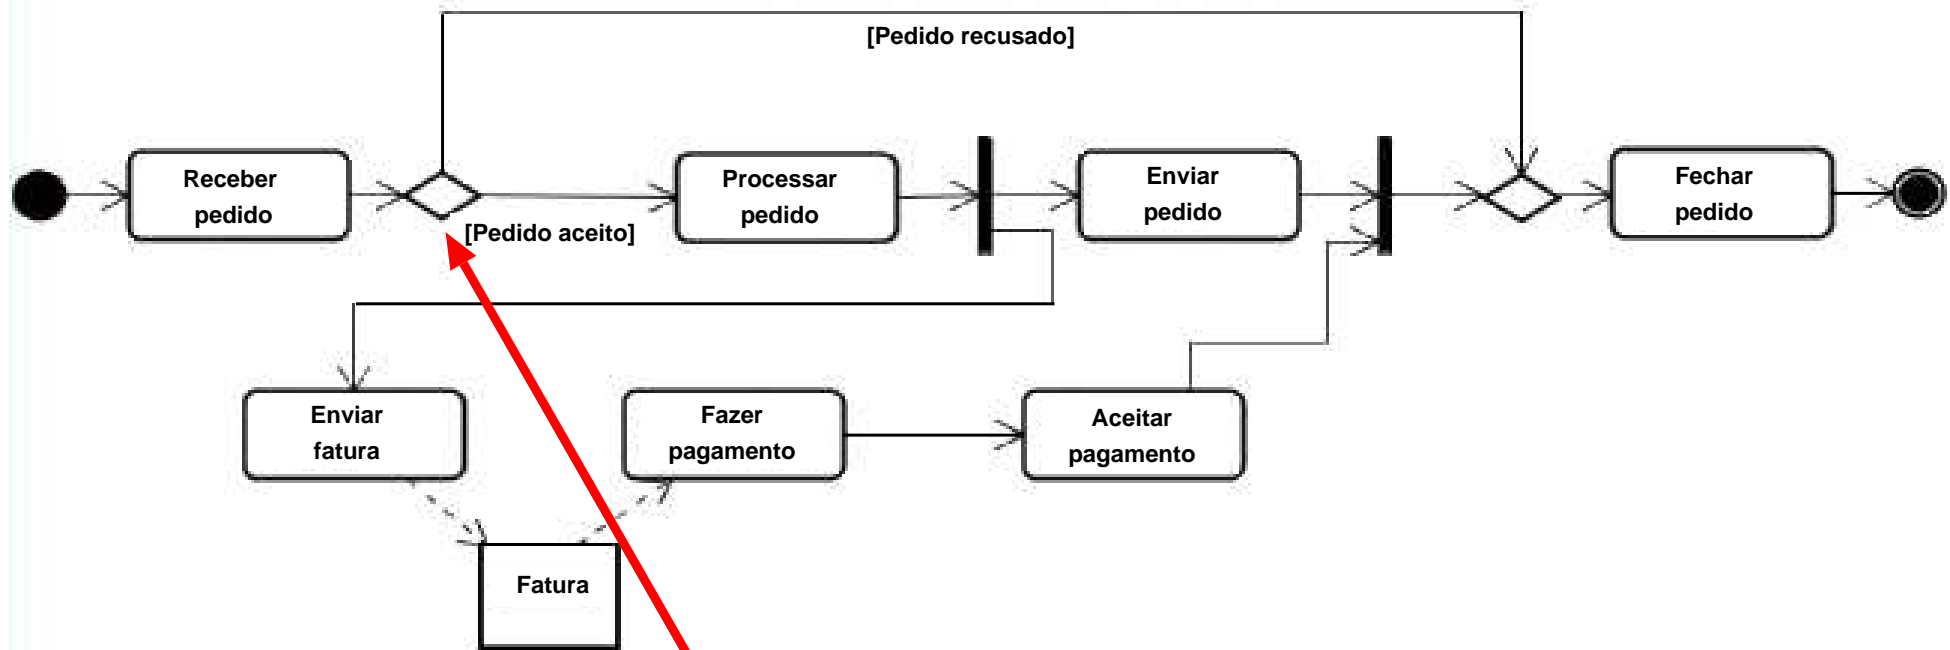 [Pedido recusado]
Receber
pedido
[Pedido aceito]
Processar
pedido
Enviar
pedido
Fechar
pedido
Enviar
fatura
Fazer
pagamento
Aceitar
pagamento
Fatura